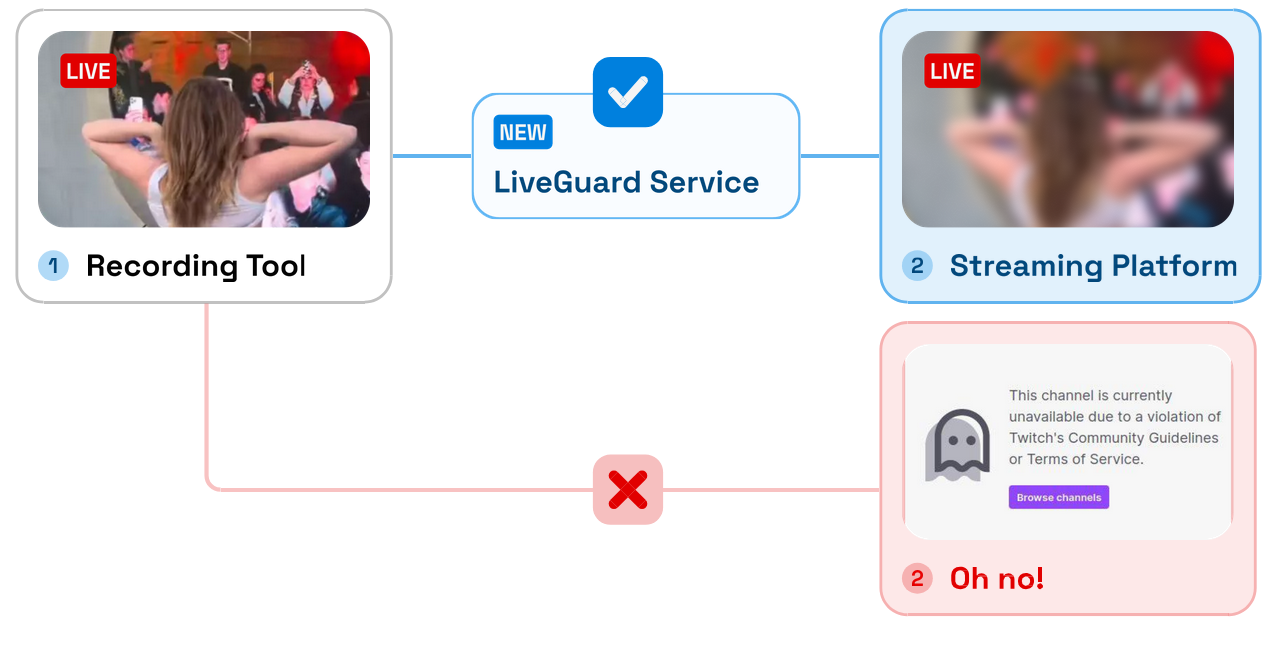 LIVE
1 Recording Tool
NEW
LiveGuard Service
LIVE
2 Streaming Platform
This channel is currently
unavailable due to a violation of
Twitch's Community Guidelines
or Terms of Service.
Browse channels
2 Oh no!